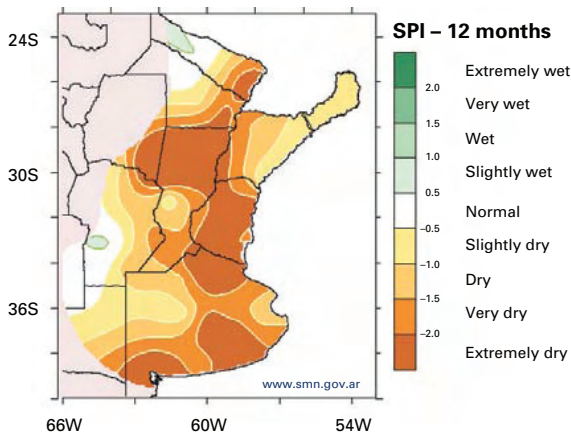 SPI – 12 months
24S
30S
36S
66W
60W
54W
2.0
1.5
1.0
0.5
–0.5
–1.0
–1.5
–2.0
Extremely wet
Very wet
Wet
Slightly wet
Normal
Slightly dry
Dry
Very dry
Extremely dry
www.smn.gov.ar